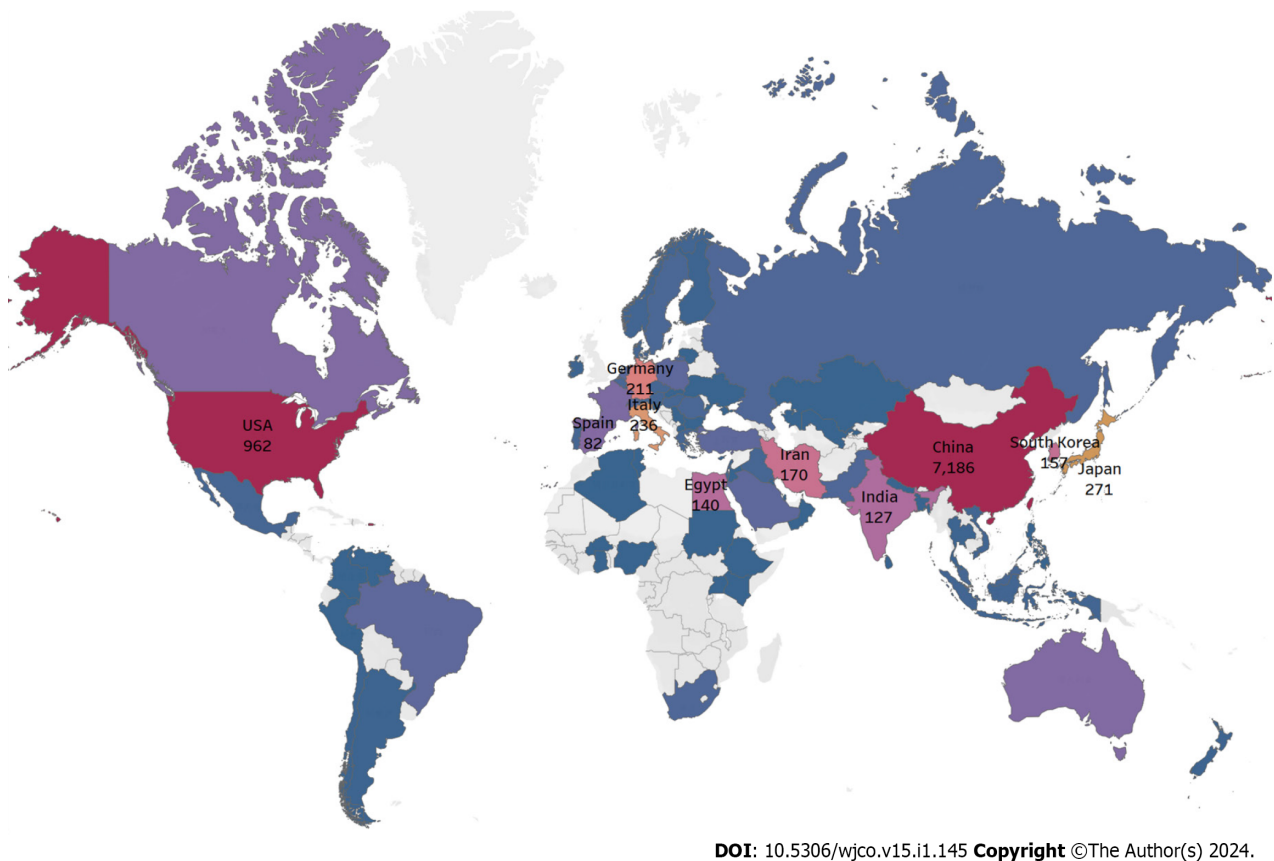 Germany
211
Italy
236
Spain
82
USA
962
Iran
170
China
7,186
South Korea
157
Japan
271
Egypt
140
India
127
DOI: 10.5306/wjco.v15.i1.145 Copyright ©The Author(s) 2024.